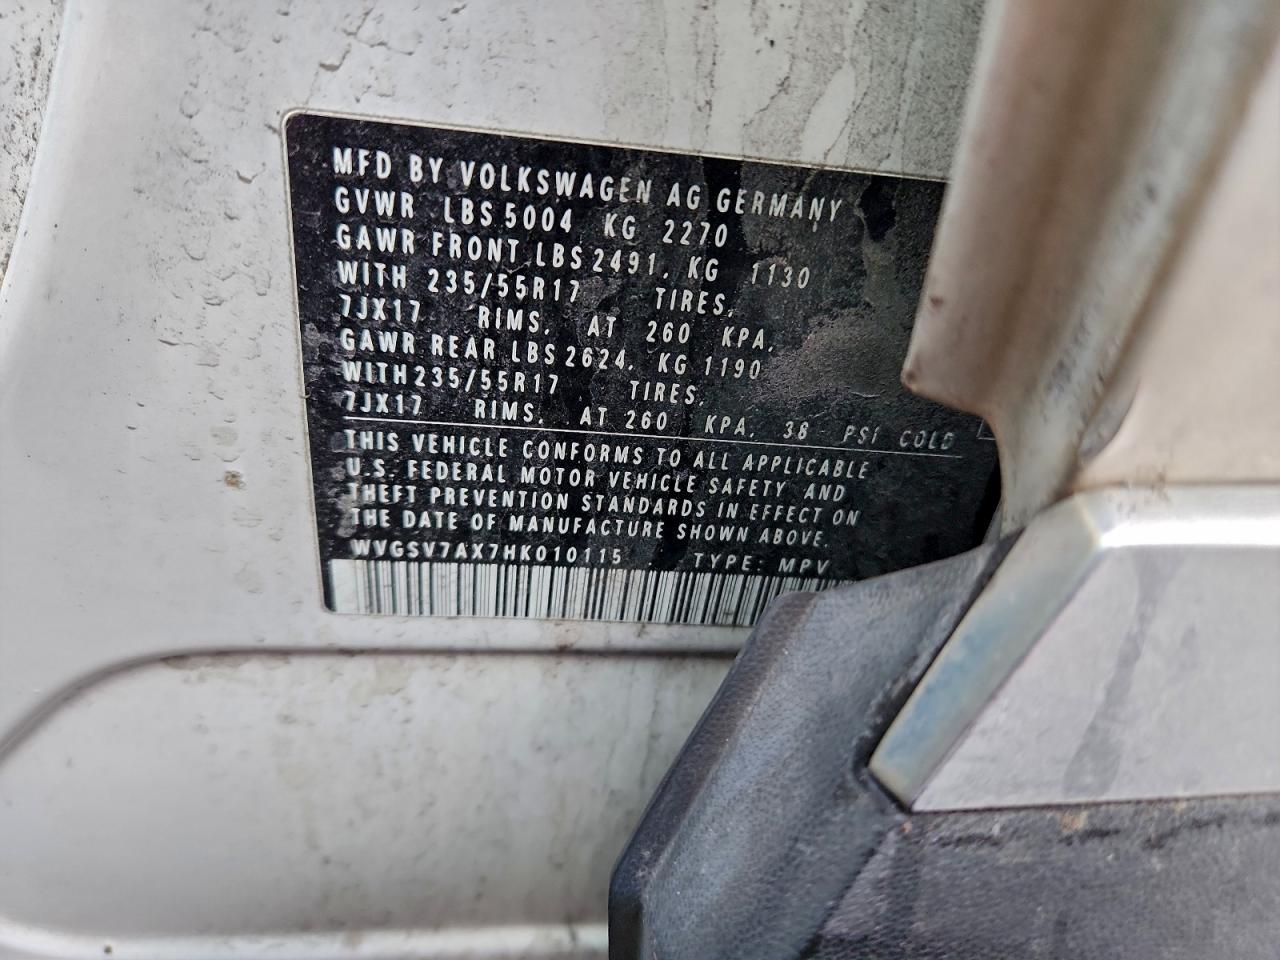 MFD BY VOLKSWAGEN AG GERMANY
GVWR LBS 5004 KG 2270
GAWR FRONT LBS 2491, KG 1130
WITH 235/55R17 TIRES,
7JX17 RIMS, AT 260 KPA,
GAWR REAR LBS 2624, KG 1190
WITH 235/55R17 TIRES,
7JX17 RIMS, AT 260 KPA, 38 PSI COLD
THIS VEHICLE CONFORMS TO ALL APPLICABLE
U.S. FEDERAL MOTOR VEHICLE SAFETY AND
THEFT PREVENTION STANDARDS IN EFFECT ON
THE DATE OF MANUFACTURE SHOWN ABOVE.
WVGSV7AX7HK010115 TYPE: MPV